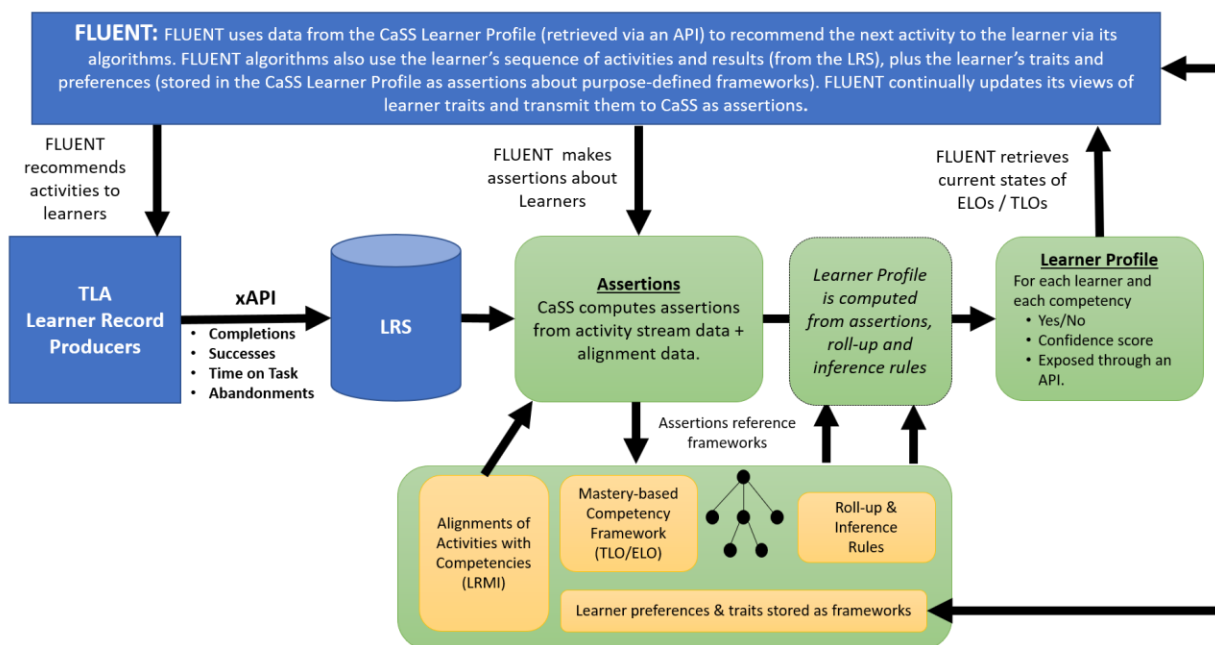 FLUENT: FLUENT uses data from the CaSS Learner Profile (retrieved via an API) to recommend the next activity to the learner via its
algorithms. FLUENT algorithms also use the learner's sequence of activities and results (from the LRS), plus the learner's traits and
preferences (stored in the CaSS Learner Profile as assertions about purpose-defined frameworks). FLUENT continually updates its views of
learner traits and transmit them to CaSS as assertions.
FLUENT
recommends
activities to
learners
FLUENT makes
assertions about
Learners
FLUENT retrieves
current states of
ELOs / TLOs
TLA
Learner Record
Producers
xAPI
• Completions
• Successes
• Time on Task
• Abandonments
LRS
Assertions
CaSS computes assertions
from activity stream data +
alignment data.
Learner Profile
is computed
from assertions,
roll-up and
inference rules
Learner Profile
For each learner and
each competency
• Yes/No
• Confidence score
• Exposed through an
API.
Assertions reference
frameworks
Alignments of
Activities with
Competencies
(LRMI)
Mastery-based
Competency
Framework
(TLO/ELO)
Roll-up &
Inference
Rules
Learner preferences & traits stored as frameworks